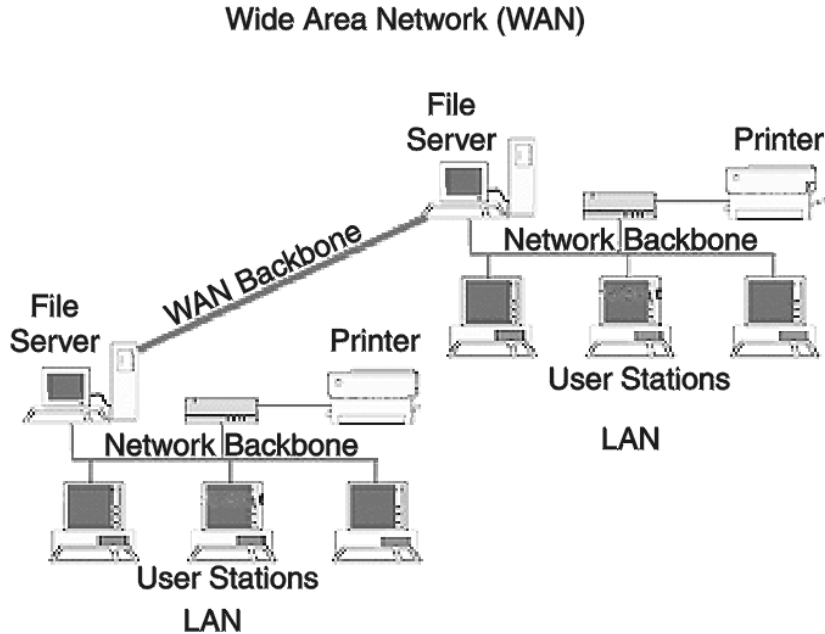 Wide Area Network (WAN)
File
Server
Printer
Network Backbone
User Stations
LAN
WAN Backbone
File
Server
Printer
Network Backbone
User Stations
LAN